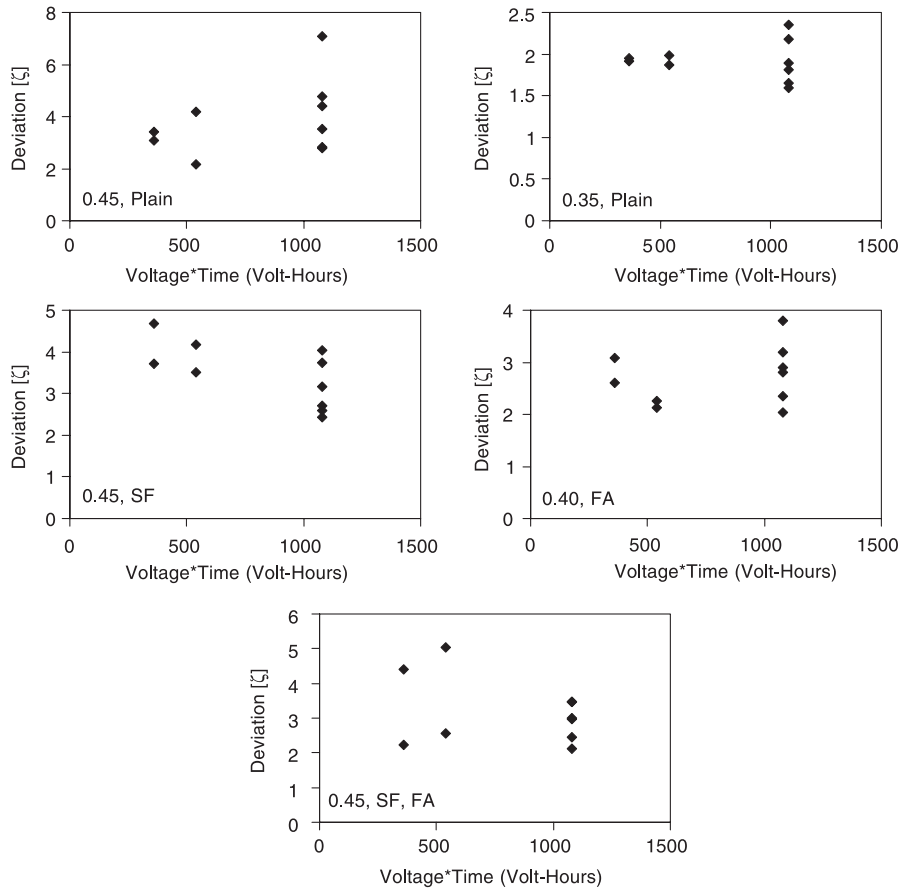 8
6
4
2
0
Deviation [ζ]
0.45, Plain
0 500 1000 1500
Voltage*Time (Volt-Hours)
2.5
2
1.5
1
0.5
0
Deviation [ζ]
0.35, Plain
0 500 1000 1500
Voltage*Time (Volt-Hours)
5
4
3
2
1
0
Deviation [ζ]
0.45, SF
0 500 1000 1500
Voltage*Time (Volt-Hours)
4
3
2
1
0
Deviation [ζ]
0.40, FA
0 500 1000 1500
Voltage*Time (Volt-Hours)
6
5
4
3
2
1
0
Deviation [ζ]
0.45, SF, FA
0 500 1000 1500
Voltage*Time (Volt-Hours)